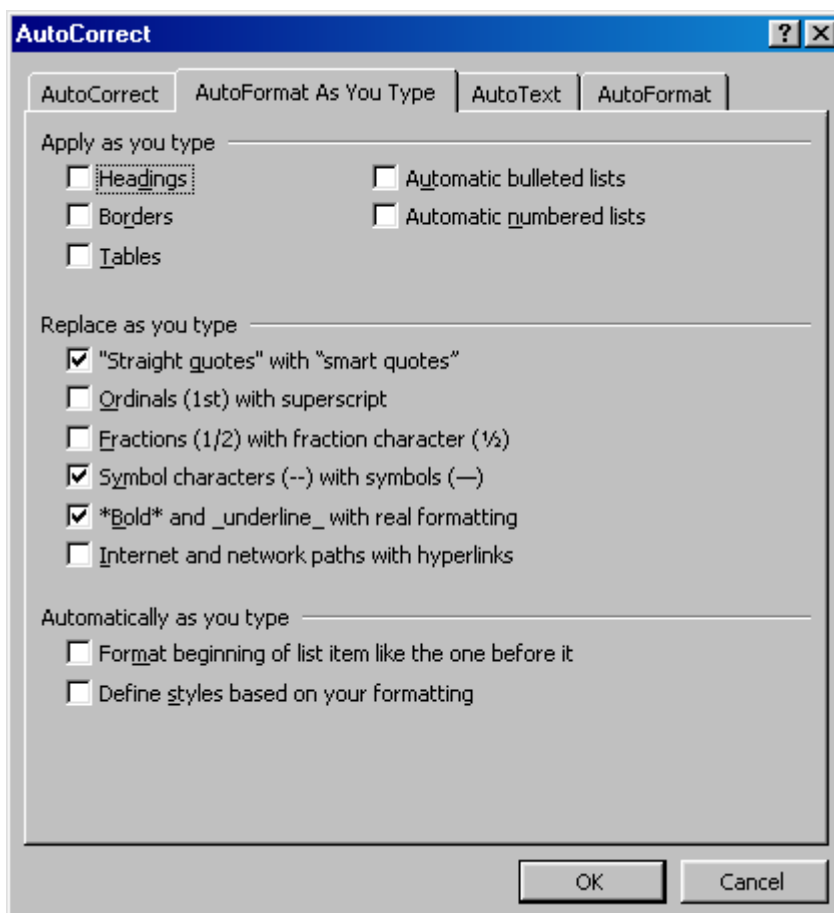 AutoCorrect
AutoCorrect AutoFormat As You Type AutoText AutoFormat
Apply as you type
Headings Automatic bulleted lists
Borders Automatic numbered lists
Tables
Replace as you type
"Straight quotes" with “smart quotes”
Ordinals (1st) with superscript
Fractions (1/2) with fraction character (½)
Symbol characters (--) with symbols (—)
*Bold* and _underline_ with real formatting
Internet and network paths with hyperlinks
Automatically as you type
Format beginning of list item like the one before it
Define styles based on your formatting
OK Cancel